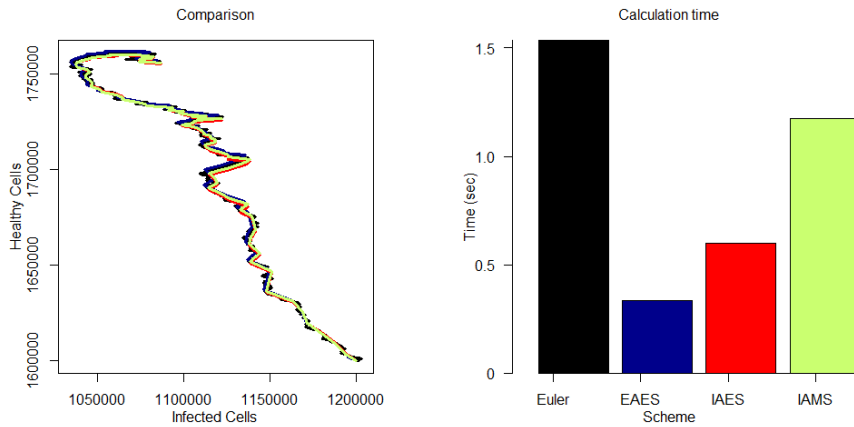 Comparison
Healthy Cells
1750000
1700000
1650000
1600000
1050000 1100000 1150000 1200000
Infected Cells
Calculation time
Time (sec)
1.5
1.0
0.5
0
Euler EAES IAES IAMS
Scheme